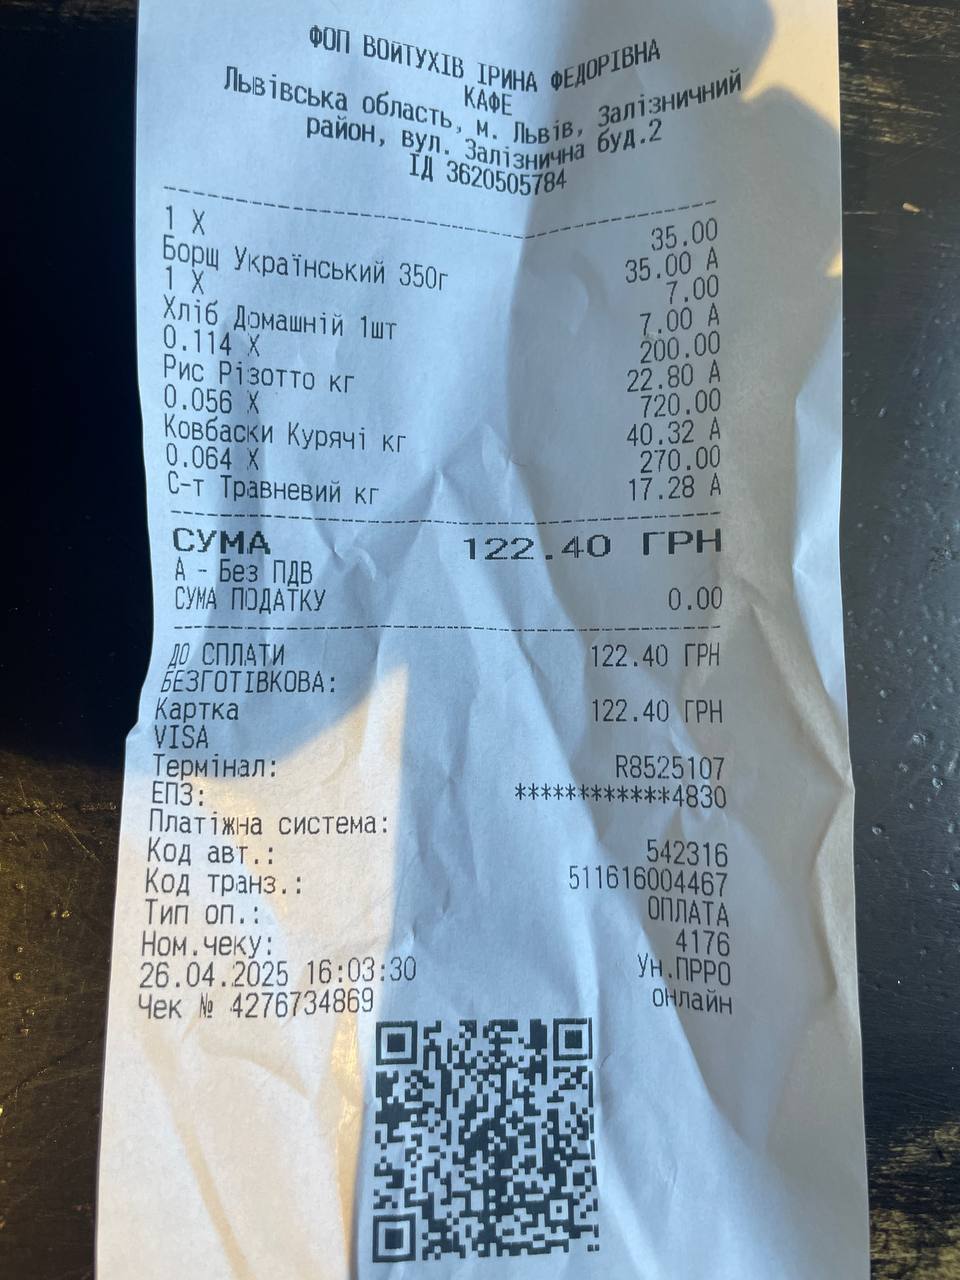 ФОП ВОЙТУХІВ ІРИНА ФЕДОРІВНА
КАФЕ
Львівська область, м. Львів, Залізничний
район, вул. Залізнична буд.2
ІД 3620505784
1 X 35.00
Борщ Український 350г 35.00 А
1 X 7.00
Хліб Домашній 1шт 7.00 А
0.114 X 200.00
Рис Різотто кг 22.80 А
0.056 X 720.00
Ковбаски Курячі кг 40.32 А
0.064 X 270.00
С-т Травневий кг 17.28 А
СУМА 122.40 ГРН
А - Без ПДВ
СУМА ПОДАТКУ 0.00
ДО СПЛАТИ 122.40 ГРН
БЕЗГОТІВКОВА:
Картка 122.40 ГРН
VISA
Термінал: R8525107
ЕПЗ: ************4830
Платіжна система:
Код авт.: 542316
Код транз.: 511616004467
Тип оп.: ОПЛАТА
Ном.чеку: 4176
26.04.2025 16:03:30 Ун.ПРРО
Чек № 4276734869 онлайн